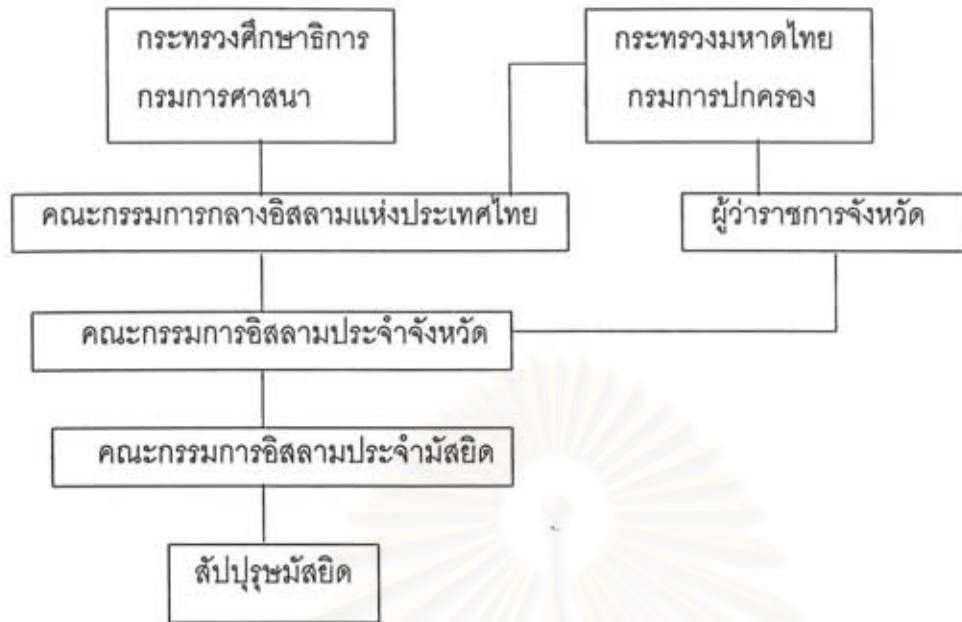 กระทรวงศึกษาธิการ
กรมการศาสนา
กระทรวงมหาดไทย
กรมการปกครอง
คณะกรรมการกลางอิสลามแห่งประเทศไทย
ผู้ว่าราชการจังหวัด
คณะกรรมการอิสลามประจำจังหวัด
คณะกรรมการอิสลามประจำมัสยิด
สัปปุรุษมัสยิด